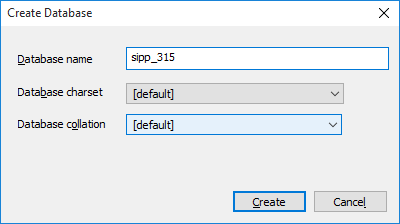 Create Database
Database name sipp_315
Database charset [default]
Database collation [default]
Create Cancel